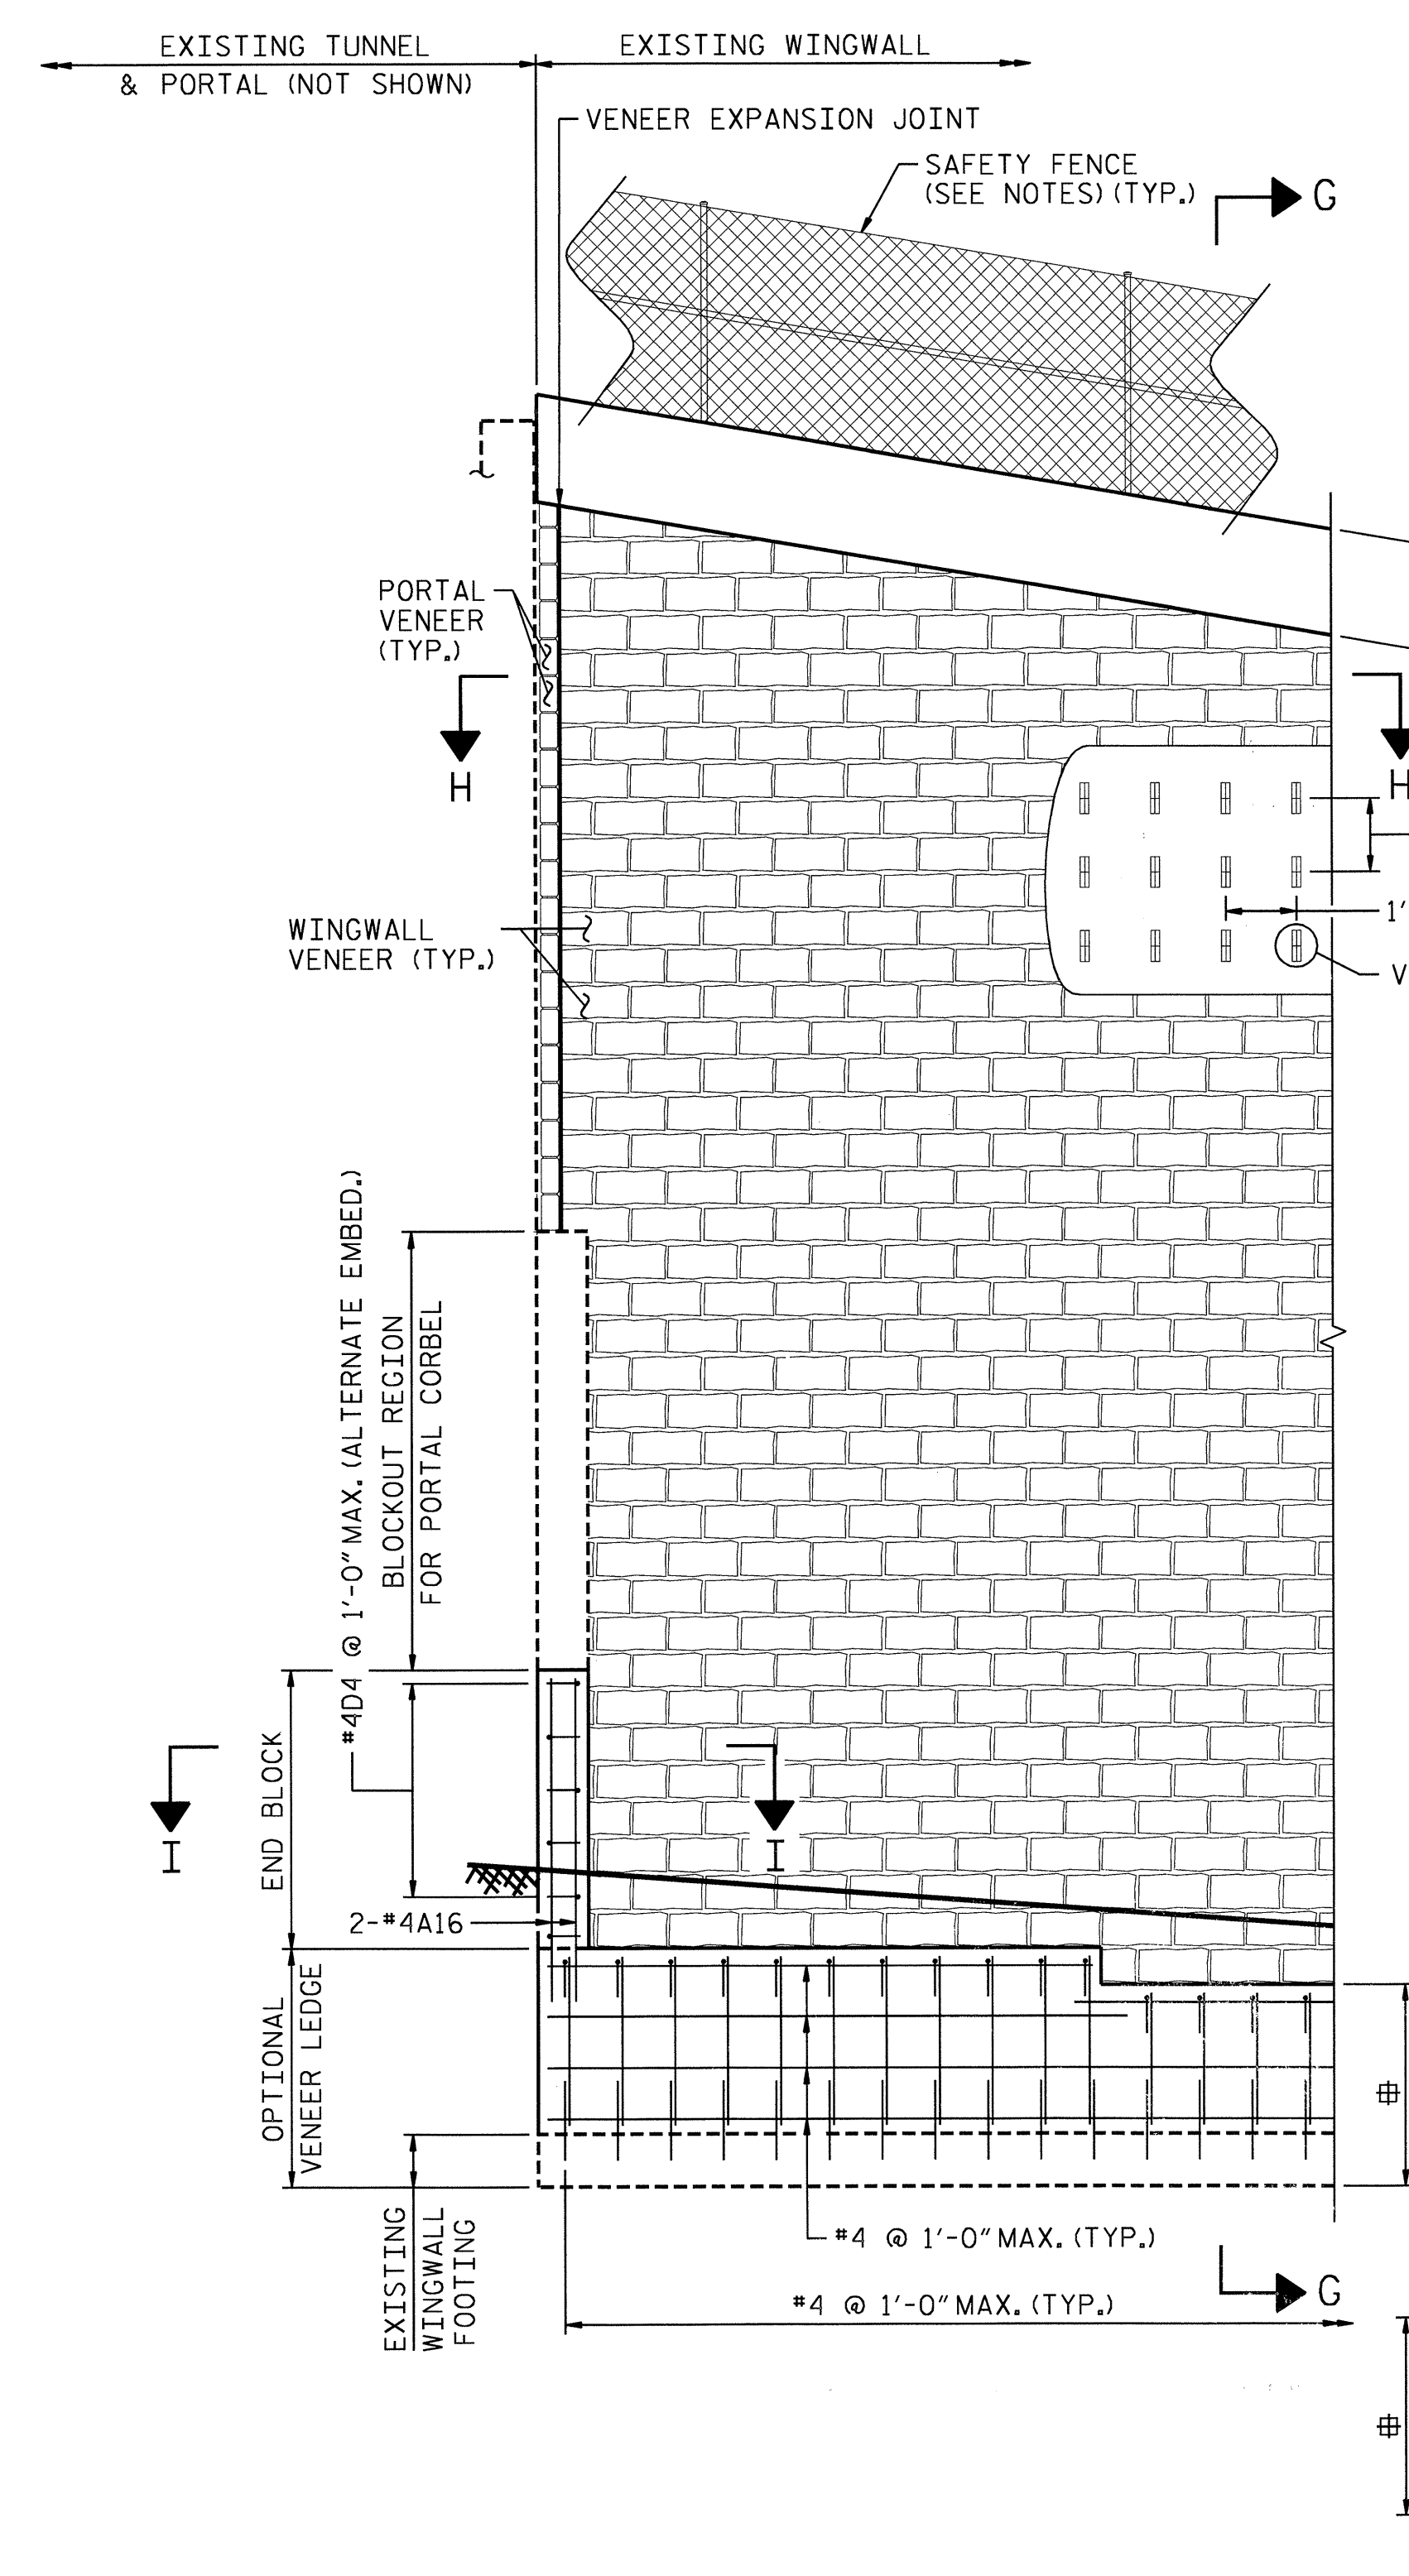 EXISTING TUNNEL
& PORTAL (NOT SHOWN)
EXISTING WINGWALL
VENEER EXPANSION JOINT
SAFETY FENCE
(SEE NOTES) (TYP.)
G
PORTAL
VENEER
(TYP.)
H
H
1'
V
WINGWALL
VENEER (TYP.)
#4D4 @ 1'-0" MAX. (ALTERNATE EMBED.)
BLOCKOUT REGION
FOR PORTAL CORBEL
END BLOCK
I
I
2-#4A16
OPTIONAL
VENEER LEDGE
EXISTING
WINGWALL
FOOTING
#4 @ 1'-0" MAX. (TYP.)
#4 @ 1'-0" MAX. (TYP.)
G